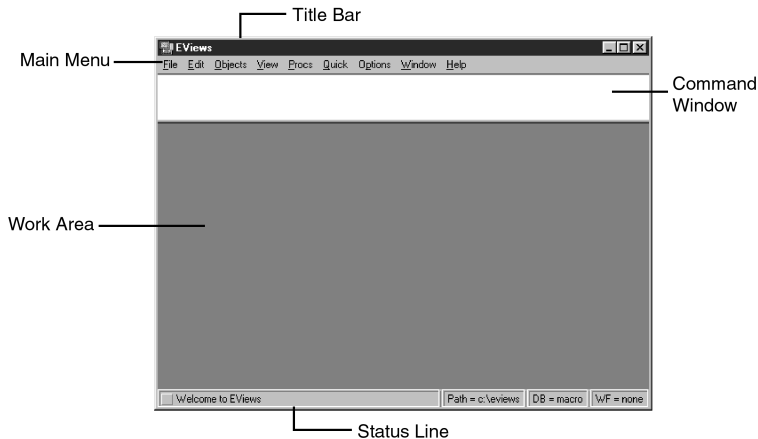 Title Bar
EViews
Main Menu
File Edit Objects View Procs Quick Options Window Help
Command
Window
Work Area
Welcome to EViews Path = c:\eviews DB = macro WF = none
Status Line